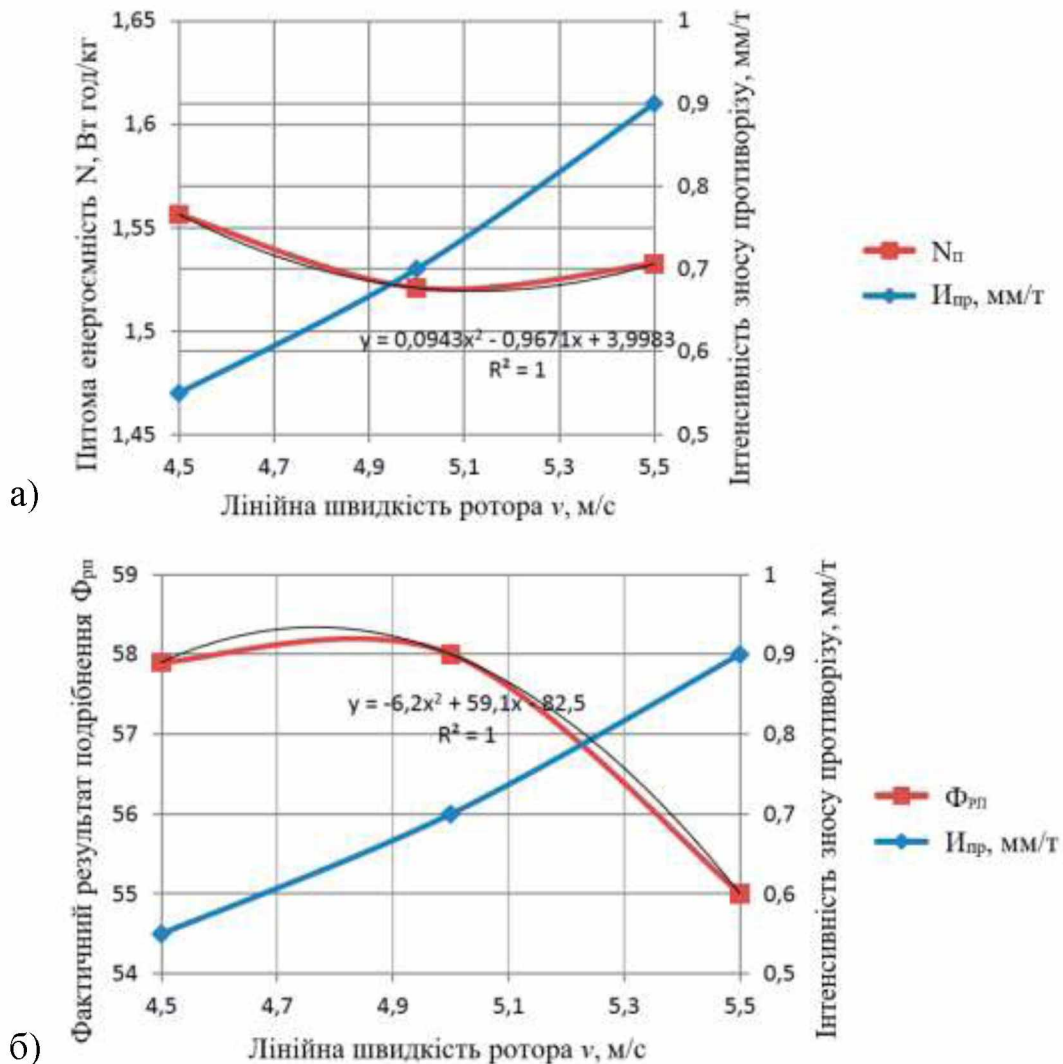 Питома енергоємність N, Вт год/кг
1,65
1,6
1,55
1,5
1,45
1
0,9
0,8
0,7
0,6
0,5
Інтенсивність зносу противорізу, мм/т
y = 0,0943x² - 0,9671x + 3,9983
R² = 1
4,5 4,7 4,9 5,1 5,3 5,5
Лінійна швидкість ротора v, м/с
Nп
Ипр, мм/т
а)
Фактичний результат подрібнення Фрп
59
58
57
56
55
54
1
0,9
0,8
0,7
0,6
0,5
Інтенсивність зносу противорізу, мм/т
y = -6,2x² + 59,1x - 82,5
R² = 1
4,5 4,7 4,9 5,1 5,3 5,5
Лінійна швидкість ротора v, м/с
ФРП
Ипр, мм/т
б)